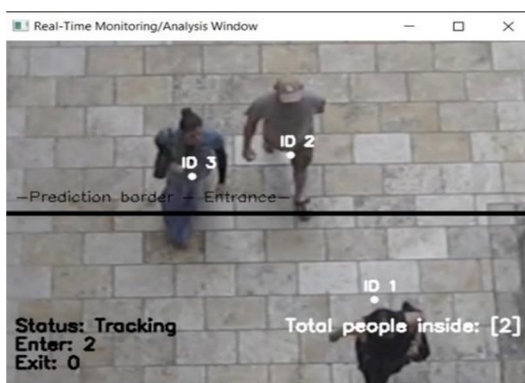 Real-Time Monitoring/Analysis Window
ID 2
ID 3
-Prediction border - Entrance-
ID 1
Status: Tracking
Total people inside: [2]
Enter: 2
Exit: 0